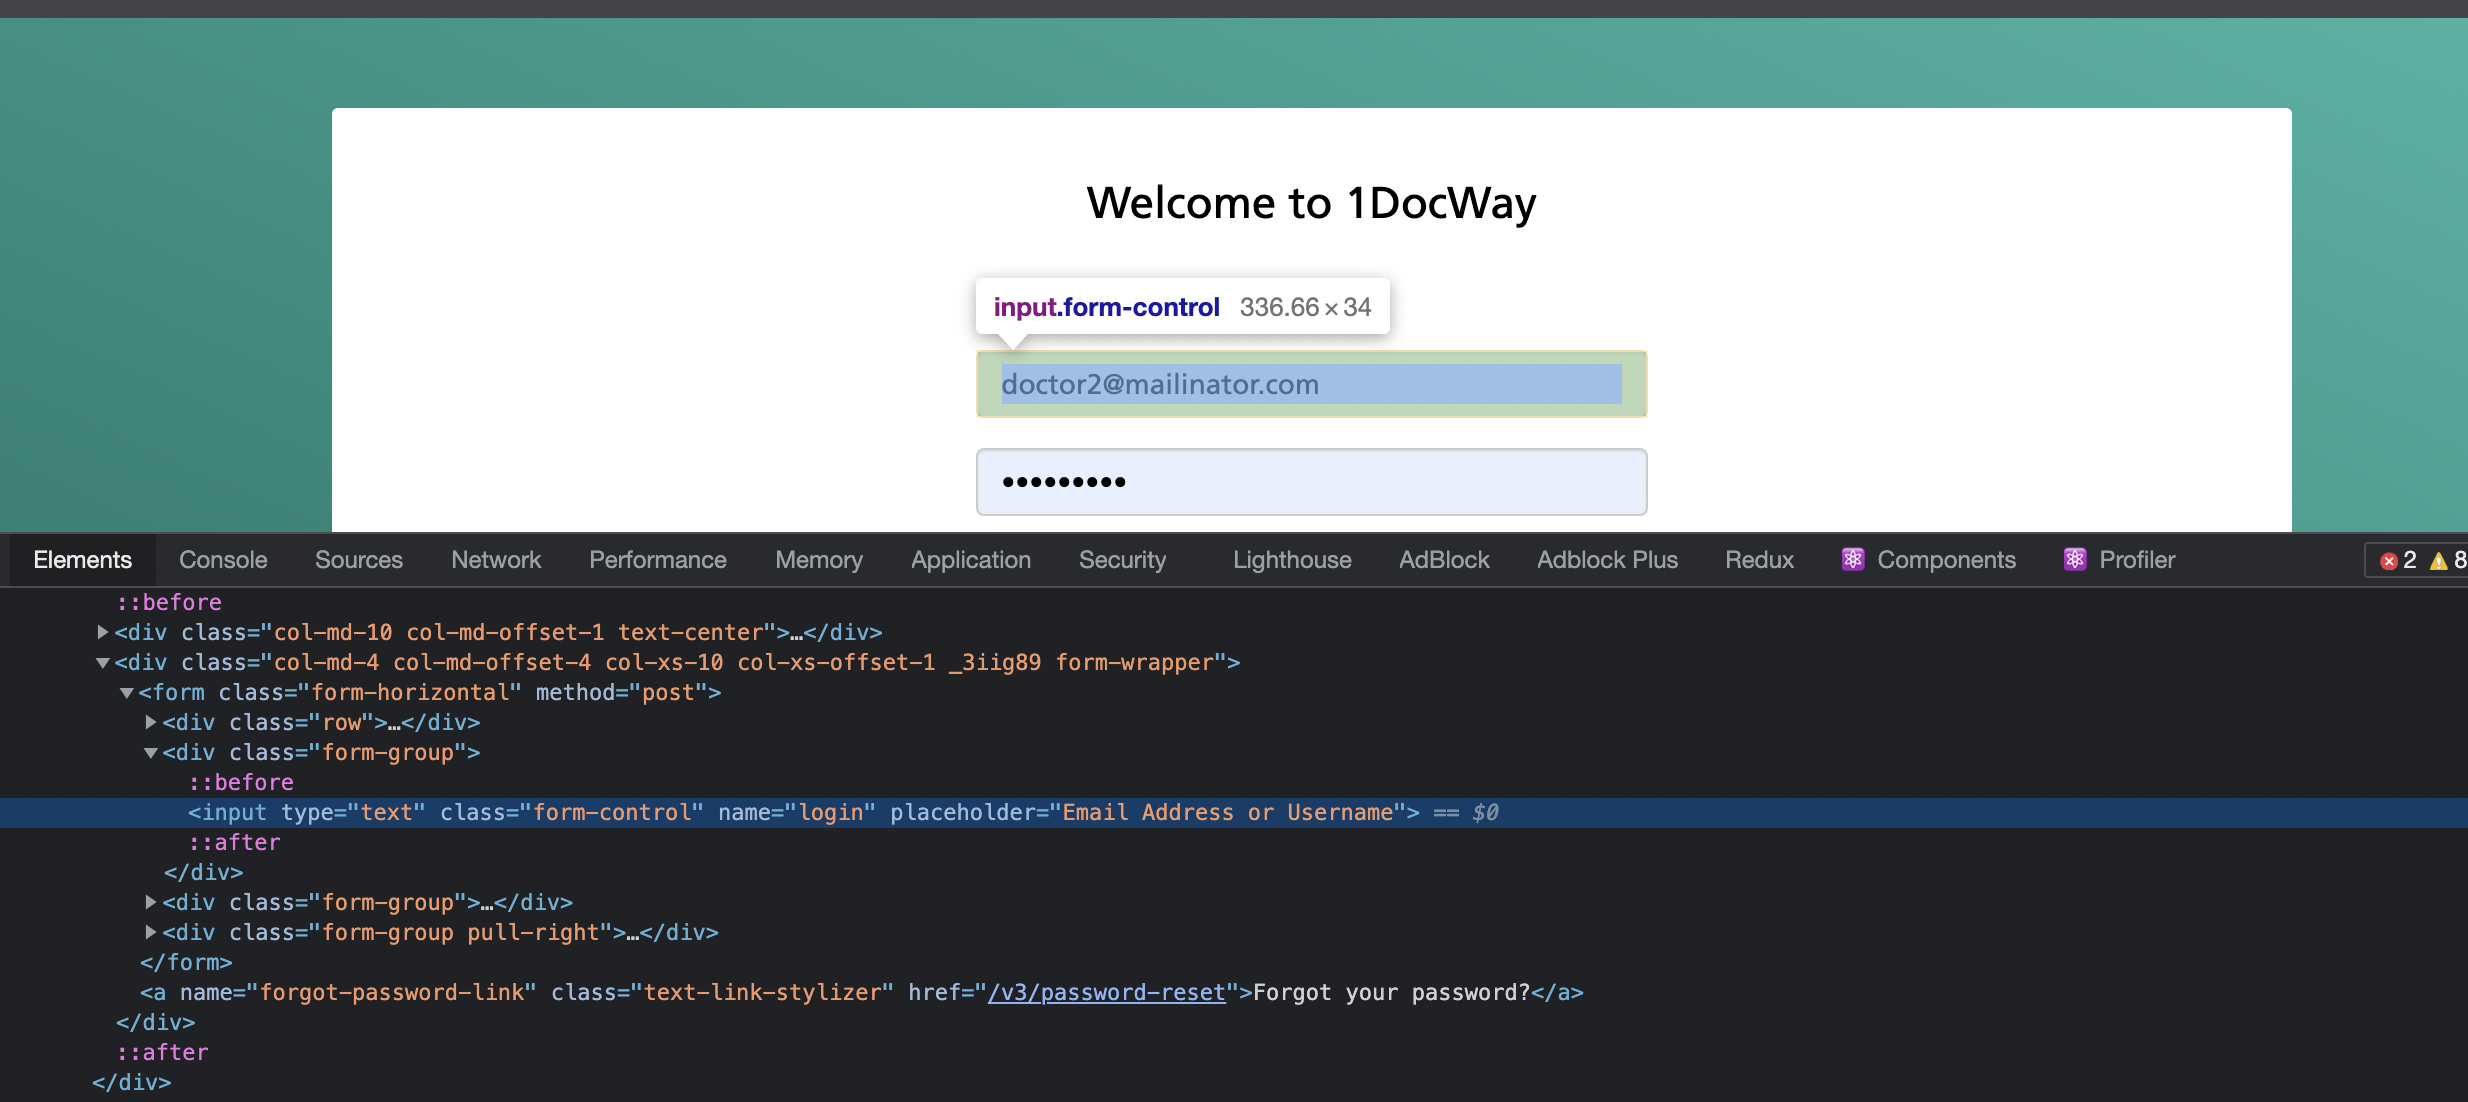 Welcome to 1DocWay
input.form-control 336.66 × 34
doctor2@mailinator.com
•••••••••
Elements Console Sources Network Performance Memory Application Security Lighthouse AdBlock Adblock Plus Redux Components Profiler 2 8
::before
<div class="col-md-10 col-md-offset-1 text-center">…</div>
<div class="col-md-4 col-md-offset-4 col-xs-10 col-xs-offset-1 _3iig89 form-wrapper">
<form class="form-horizontal" method="post">
<div class="row">…</div>
<div class="form-group">
::before
<input type="text" class="form-control" name="login" placeholder="Email Address or Username"> == $0
::after
</div>
<div class="form-group">…</div>
<div class="form-group pull-right">…</div>
</form>
<a name="forgot-password-link" class="text-link-stylizer" href="/v3/password-reset">Forgot your password?</a>
</div>
::after
</div>